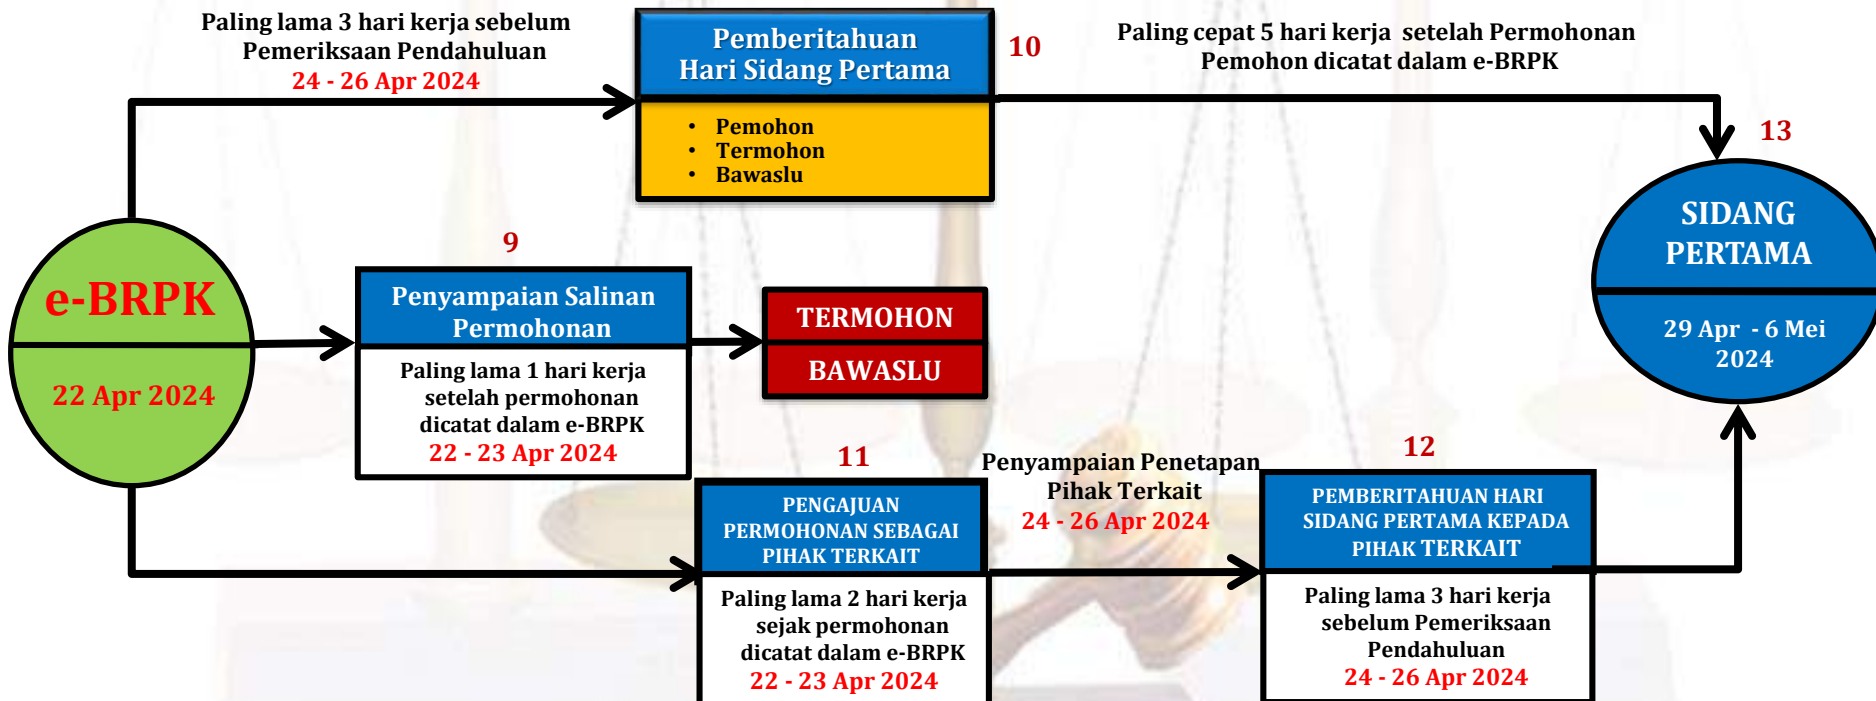 Paling lama 3 hari kerja sebelum
Pemeriksaan Pendahuluan
24 - 26 Apr 2024
Pemberitahuan
Hari Sidang Pertama
• Pemohon
• Termohon
• Bawaslu
10
Paling cepat 5 hari kerja setelah Permohonan
Pemohon dicatat dalam e-BRPK
13
SIDANG
PERTAMA
29 Apr - 6 Mei
2024
e-BRPK
22 Apr 2024
9
Penyampaian Salinan
Permohonan
Paling lama 1 hari kerja
setelah permohonan
dicatat dalam e-BRPK
22 - 23 Apr 2024
TERMOHON
BAWASLU
11
PENGAJUAN
PERMOHONAN SEBAGAI
PIHAK TERKAIT
Paling lama 2 hari kerja
sejak permohonan
dicatat dalam e-BRPK
22 - 23 Apr 2024
Penyampaian Penetapan
Pihak Terkait
24 - 26 Apr 2024
12
PEMBERITAHUAN HARI
SIDANG PERTAMA KEPADA
PIHAK TERKAIT
Paling lama 3 hari kerja
sebelum Pemeriksaan
Pendahuluan
24 - 26 Apr 2024